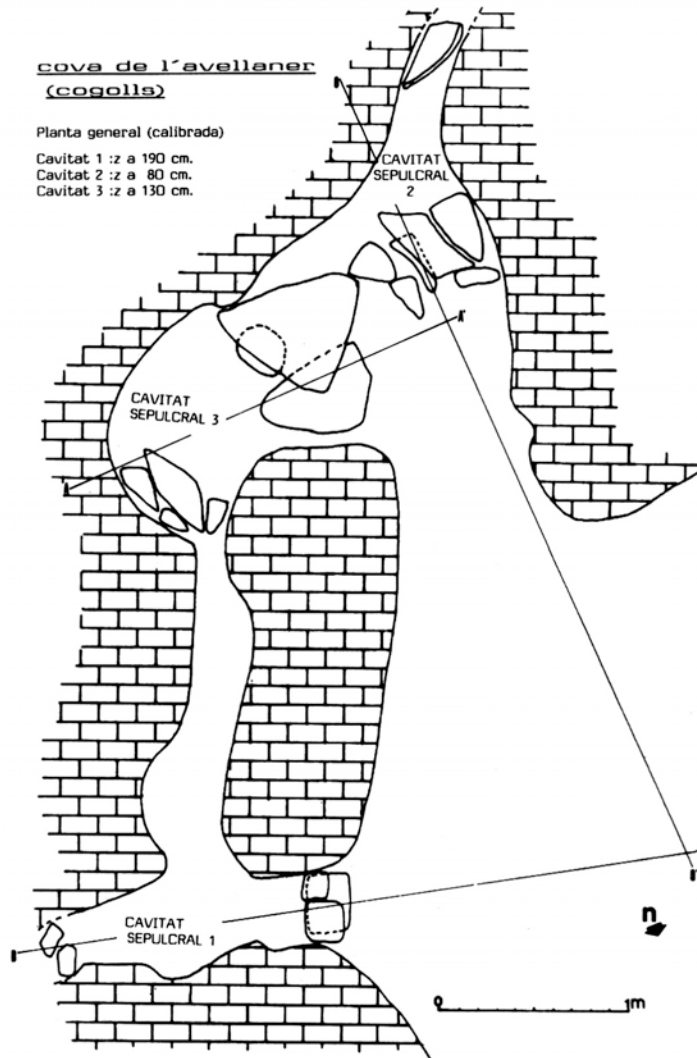 cova de l'avellaner
(cogolls)
Planta general (calibrada)
Cavitat 1 :z a 190 cm.
Cavitat 2 :z a 80 cm.
Cavitat 3 :z a 130 cm.
CAVITAT
SEPULCRAL
2
A'
CAVITAT
SEPULCRAL 3
A
CAVITAT
SEPULCRAL 1
n
0
1m